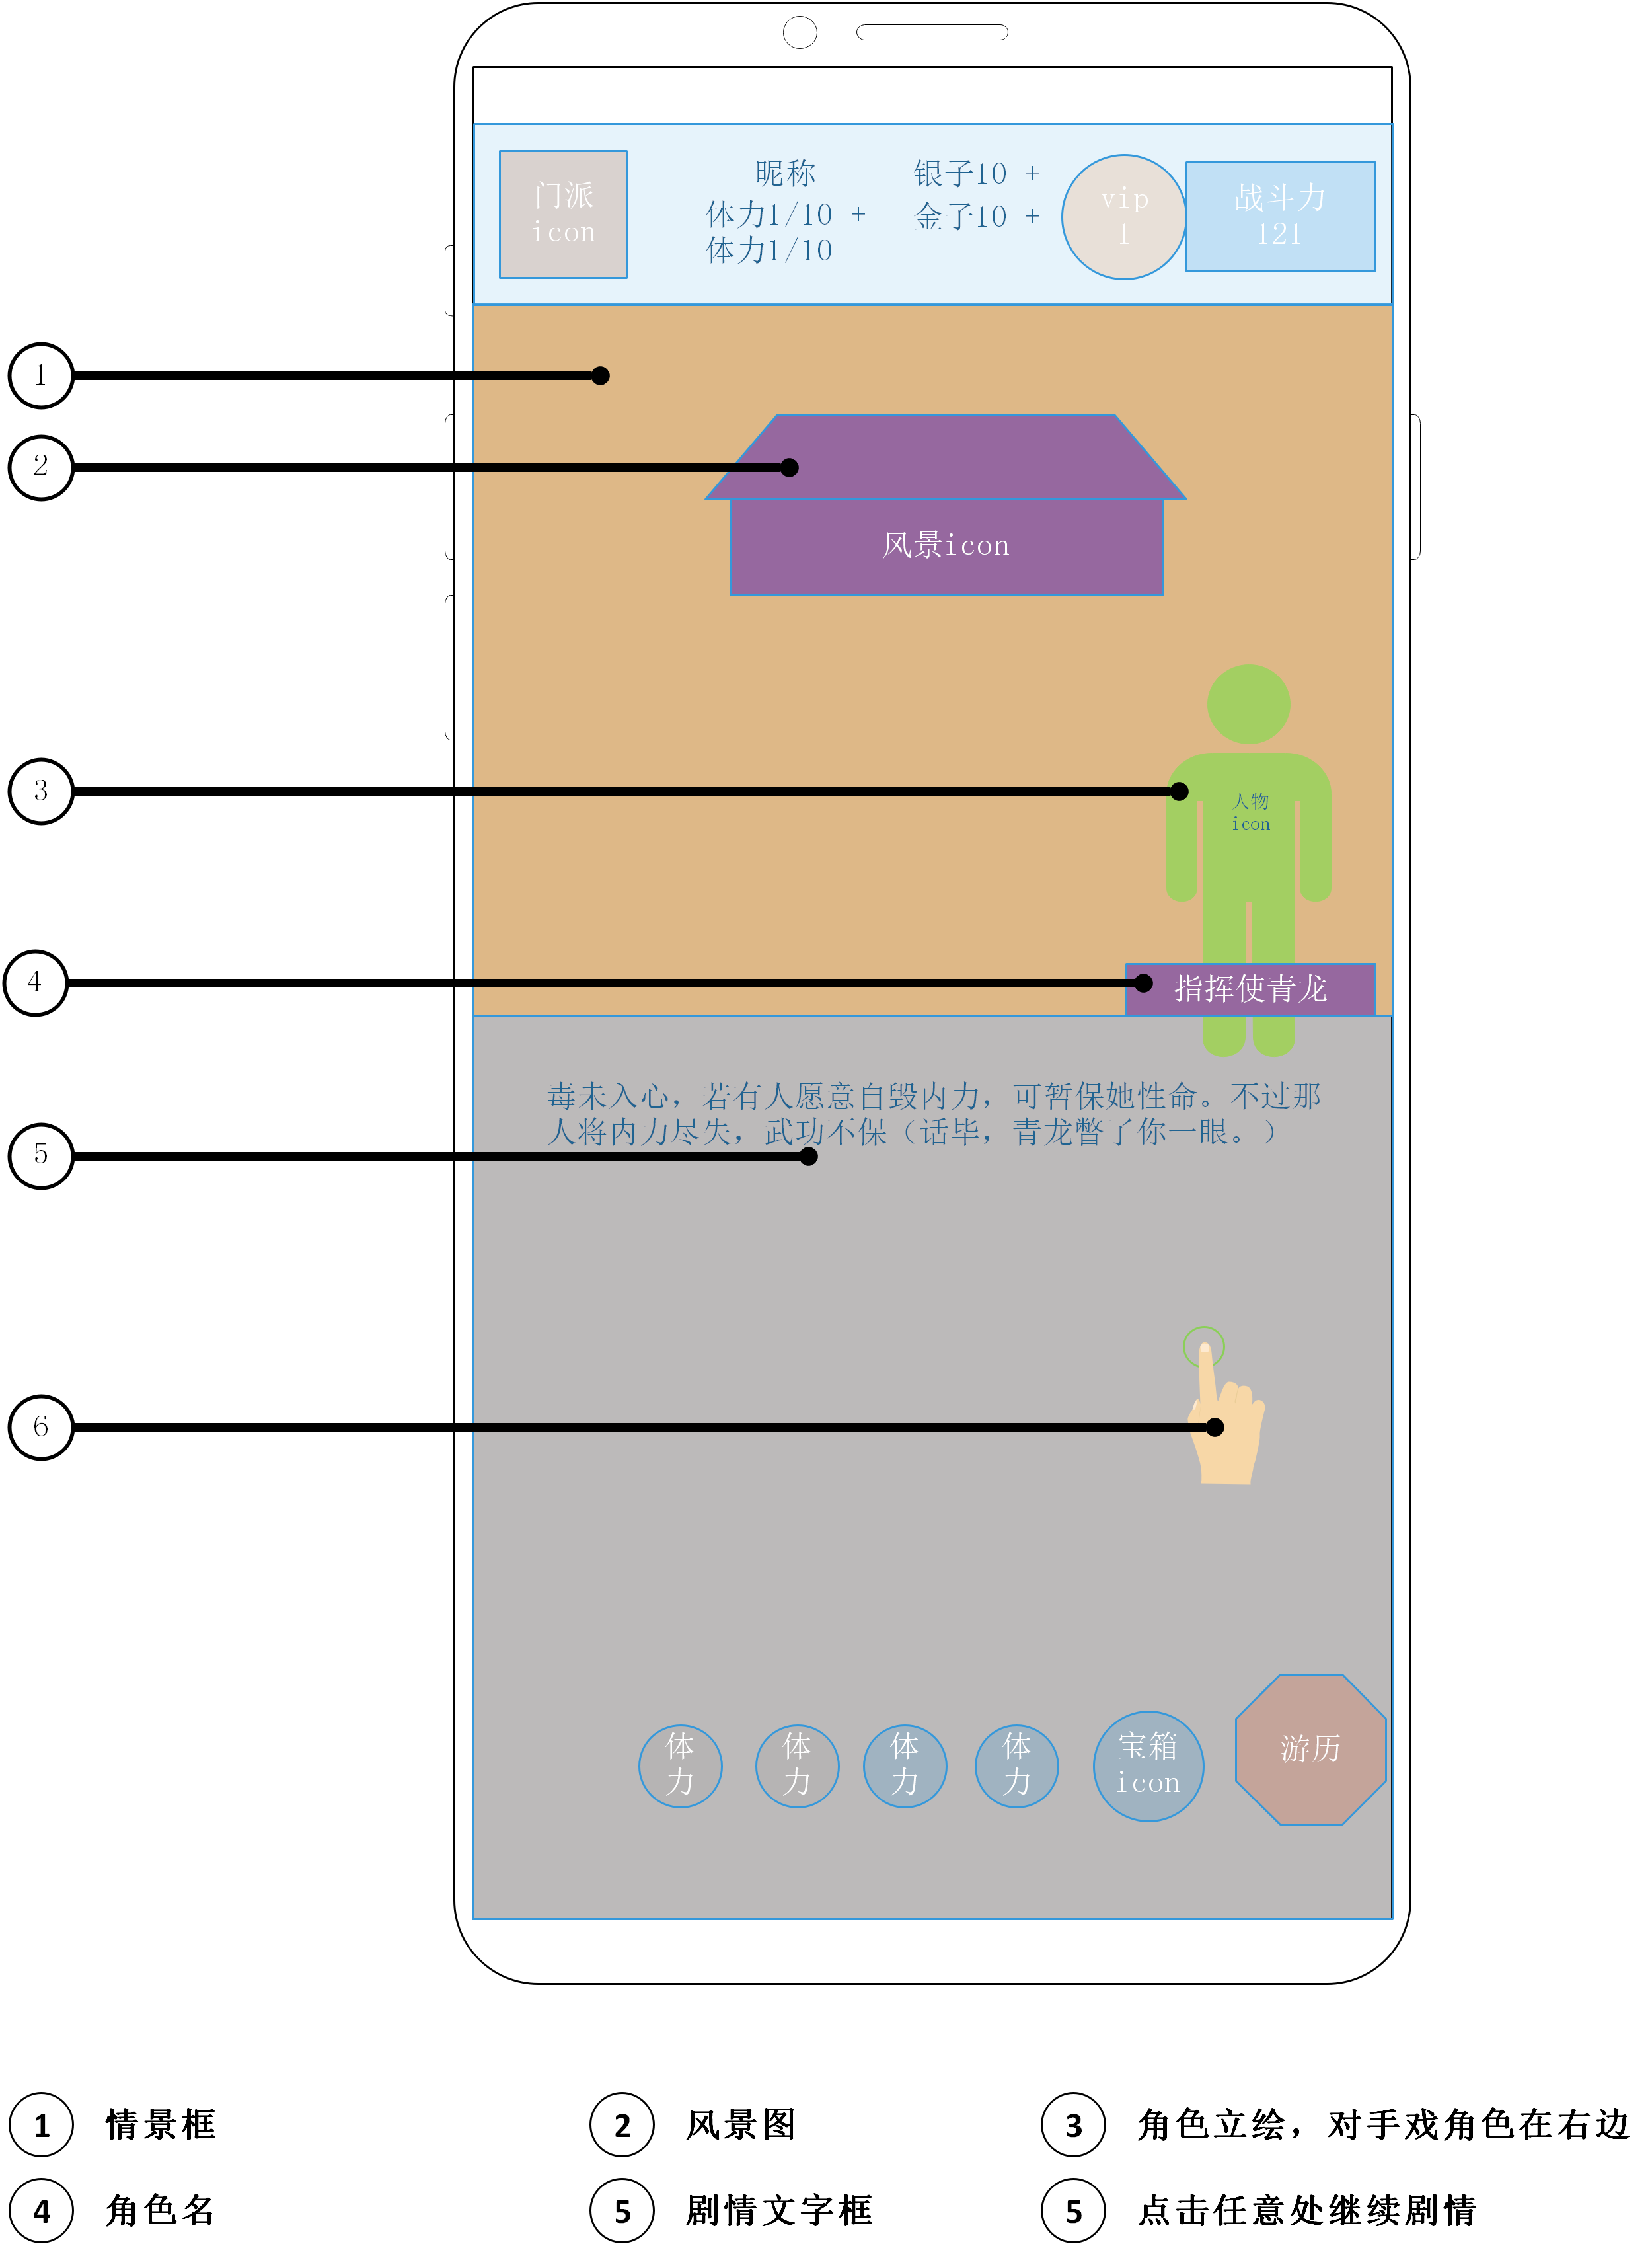 门派
icon
昵称
体力1/10 +
体力1/10
银子10 +
金子10 +
vip
1
战斗力
121
1
2
风景icon
3
人物
icon
4
指挥使青龙
毒未入心，若有人愿意自毁内力，可暂保她性命。不过那
人将内力尽失，武功不保（话毕，青龙瞥了你一眼。）
5
6
体
力
体
力
体
力
体
力
宝箱
icon
游历
1 情景框
2 风景图
3 角色立绘，对手戏角色在右边
4 角色名
5 剧情文字框
5 点击任意处继续剧情